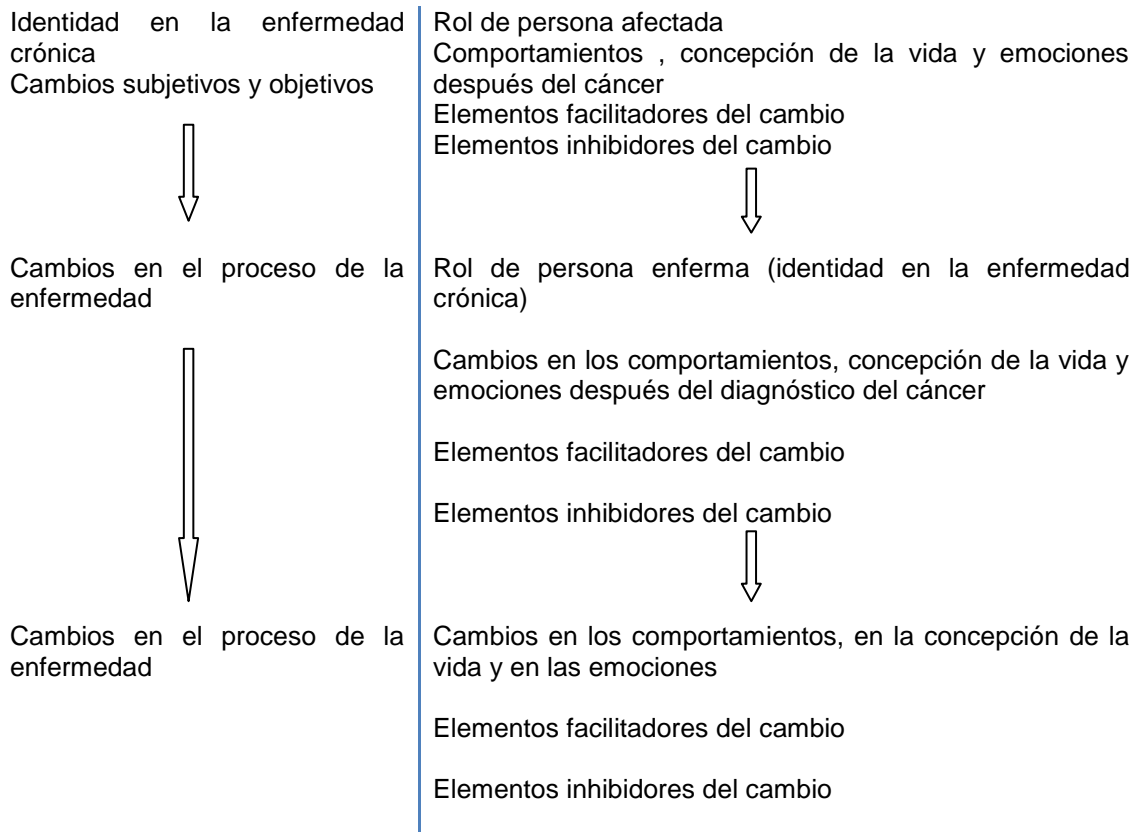 Identidad en la enfermedad
crónica
Cambios subjetivos y objetivos
Rol de persona afectada
Comportamientos , concepción de la vida y emociones
después del cáncer
Elementos facilitadores del cambio
Elementos inhibidores del cambio
Cambios en el proceso de la
enfermedad
Rol de persona enferma (identidad en la enfermedad
crónica)
Cambios en los comportamientos, concepción de la vida y
emociones después del diagnóstico del cáncer
Elementos facilitadores del cambio
Elementos inhibidores del cambio
Cambios en el proceso de la
enfermedad
Cambios en los comportamientos, en la concepción de la
vida y en las emociones
Elementos facilitadores del cambio
Elementos inhibidores del cambio